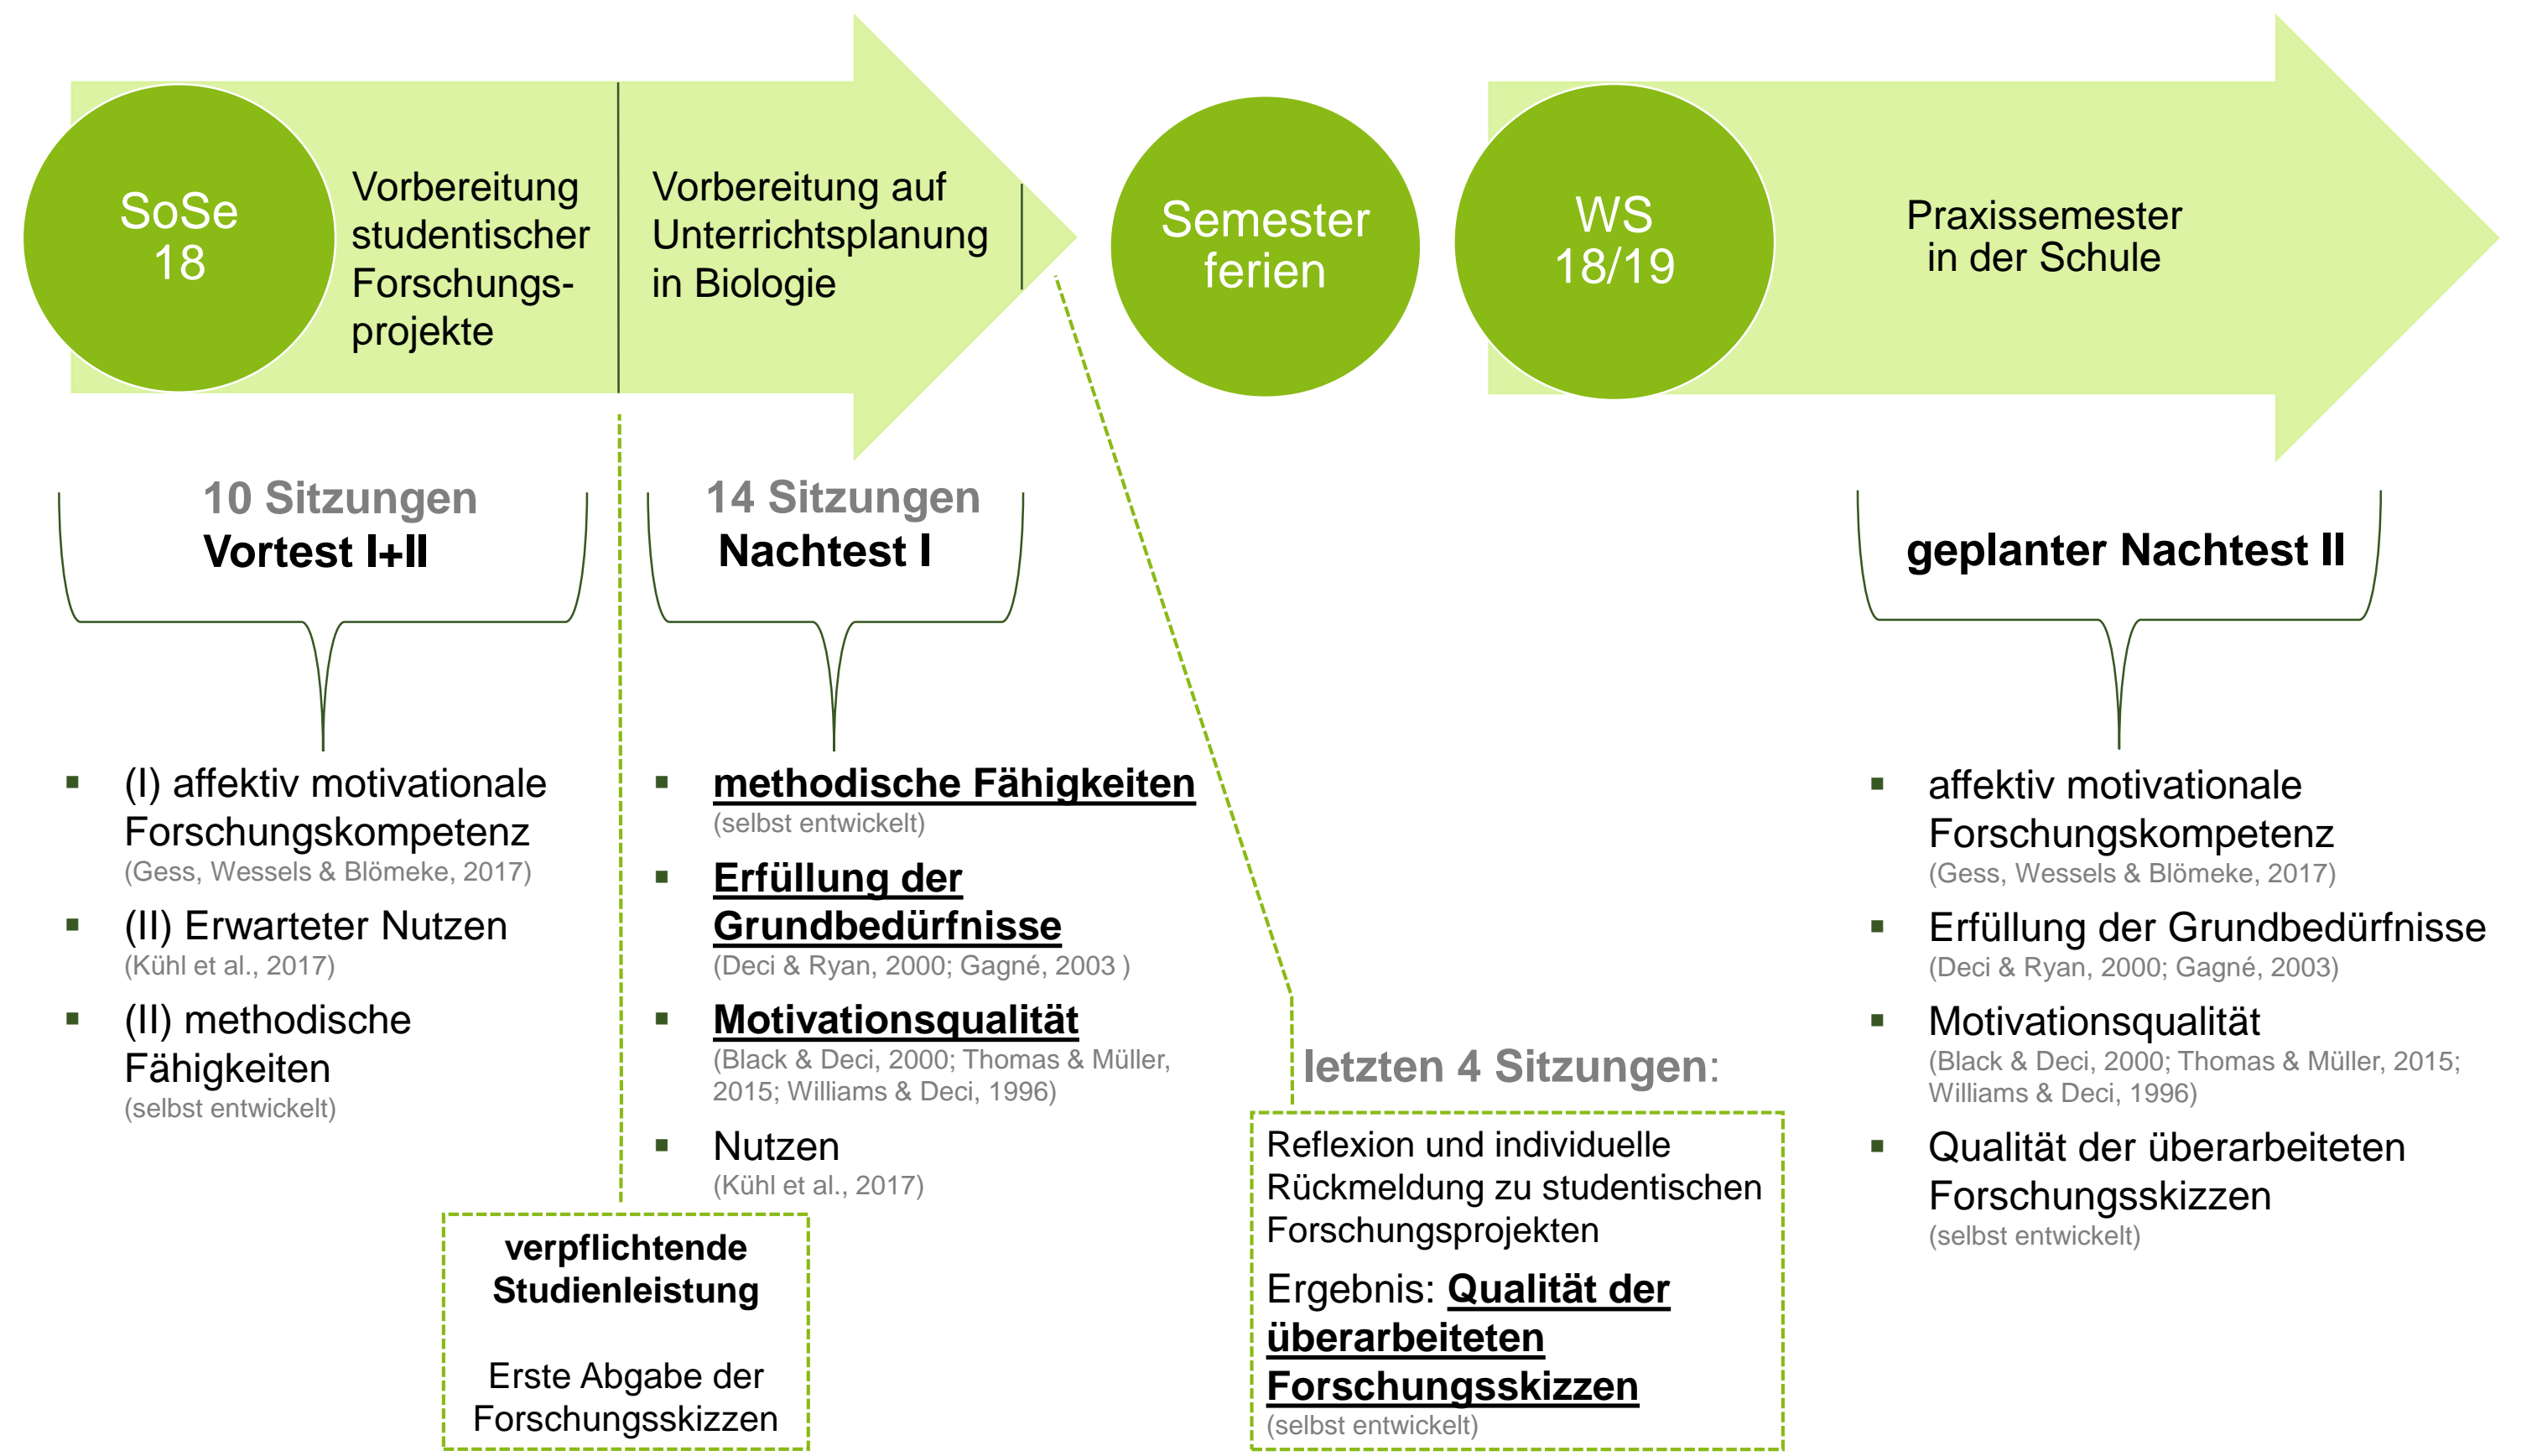 SoSe
18
Vorbereitung
studentischer
Forschungs-
projekte
Vorbereitung auf
Unterrichtsplanung
in Biologie
Semester
ferien
WS
18/19
Praxissemester
in der Schule
10 Sitzungen
Vortest I+II
14 Sitzungen
Nachtest I
geplanter Nachtest II
▪ (I) affektiv motivationale
Forschungskompetenz
(Gess, Wessels & Blömeke, 2017)
▪ (II) Erwarteter Nutzen
(Kühl et al., 2017)
▪ (II) methodische
Fähigkeiten
(selbst entwickelt)
▪ methodische Fähigkeiten
(selbst entwickelt)
▪ Erfüllung der
Grundbedürfnisse
(Deci & Ryan, 2000; Gagné, 2003 )
▪ Motivationsqualität
(Black & Deci, 2000; Thomas & Müller,
2015; Williams & Deci, 1996)
▪ Nutzen
(Kühl et al., 2017)
verpflichtende
Studienleistung
Erste Abgabe der
Forschungsskizzen
letzten 4 Sitzungen:
Reflexion und individuelle
Rückmeldung zu studentischen
Forschungsprojekten
Ergebnis: Qualität der
überarbeiteten
Forschungsskizzen
(selbst entwickelt)
▪ affektiv motivationale
Forschungskompetenz
(Gess, Wessels & Blömeke, 2017)
▪ Erfüllung der Grundbedürfnisse
(Deci & Ryan, 2000; Gagné, 2003)
▪ Motivationsqualität
(Black & Deci, 2000; Thomas & Müller, 2015;
Williams & Deci, 1996)
▪ Qualität der überarbeiteten
Forschungsskizzen
(selbst entwickelt)